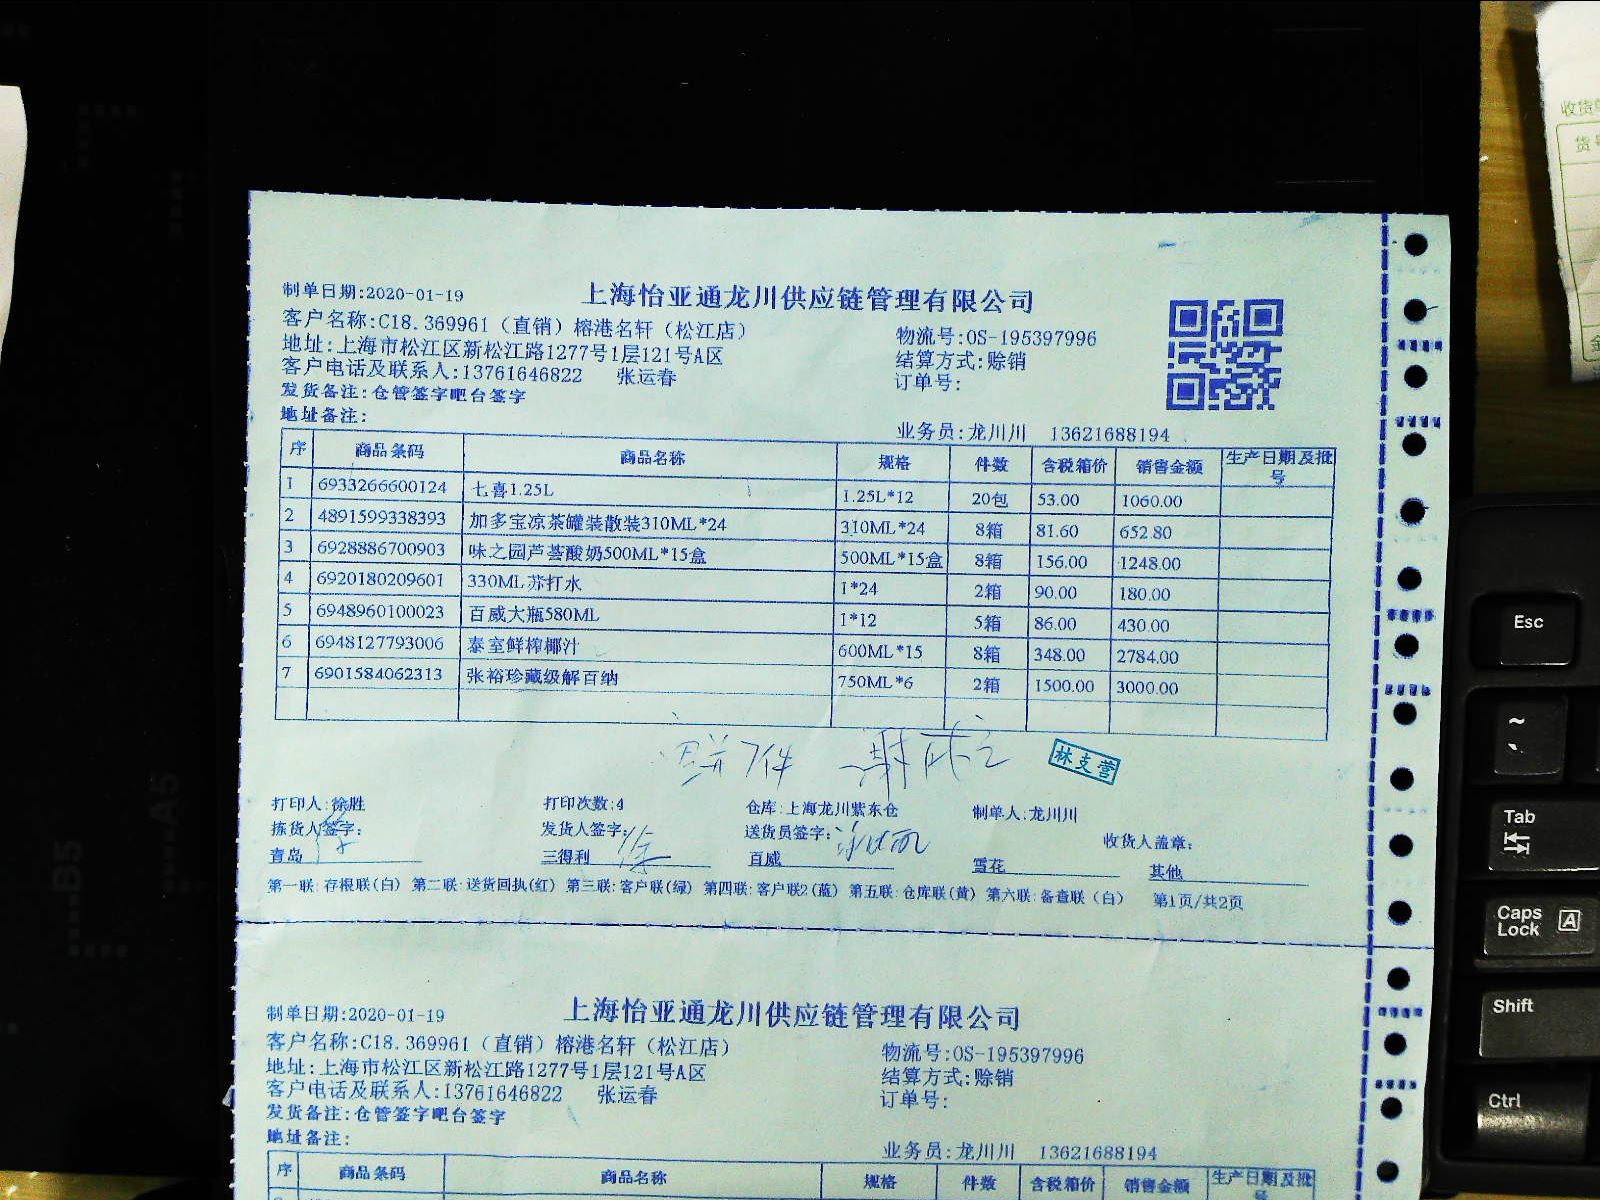 制单日期:2020-01-19
上海怡亚通龙川供应链管理有限公司
客户名称:C18.369961（直销）榕港名轩（松江店）
物流号:OS-195397996
地址:上海市松江区新松江路1277号1层121号A区
结算方式:赊销
客户电话及联系人:13761646822 张运春
订单号:
发货备注:仓管签字吧台签字
地址备注:
业务员:龙川川 13621688194
序 商品条码 商品名称 规格 件数 含税箱价 销售金额 生产日期及批号
1 6933266600124 七喜1.25L 1.25L*12 20包 53.00 1060.00
2 4891599338393 加多宝凉茶罐装散装310ML*24 310ML*24 8箱 81.60 652.80
3 6928886700903 味之园芦荟酸奶500ML*15盒 500ML*15盒 8箱 156.00 1248.00
4 6920180209601 330ML苏打水 1*24 2箱 90.00 180.00
5 6948960100023 百威大瓶580ML 1*12 5箱 86.00 430.00
6 6948127793006 泰室鲜榨椰汁 600ML*15 8箱 348.00 2784.00
7 6901584062313 张裕珍藏级解百纳 750ML*6 2箱 1500.00 3000.00
林支营
打印人:徐胜 打印次数:4 仓库:上海龙川紫东仓 制单人:龙川川
拣货人签字: 发货人签字: 送货员签字: 收货人盖章:
青岛 三得利 百威 雪花 其他
第一联:存根联(白) 第二联:送货回执(红) 第三联:客户联(绿) 第四联:客户联2(蓝) 第五联:仓库联(黄) 第六联:备查联（白） 第1页/共2页
制单日期:2020-01-19
上海怡亚通龙川供应链管理有限公司
客户名称:C18.369961（直销）榕港名轩（松江店）
物流号:OS-195397996
地址:上海市松江区新松江路1277号1层121号A区
结算方式:赊销
客户电话及联系人:13761646822 张运春
订单号:
发货备注:仓管签字吧台签字
地址备注:
业务员:龙川川 13621688194
序 商品条码 商品名称 规格 件数 含税箱价 销售金额 生产日期及批号
Esc
~
Tab
Caps Lock A
Shift
Ctrl
B5
A5